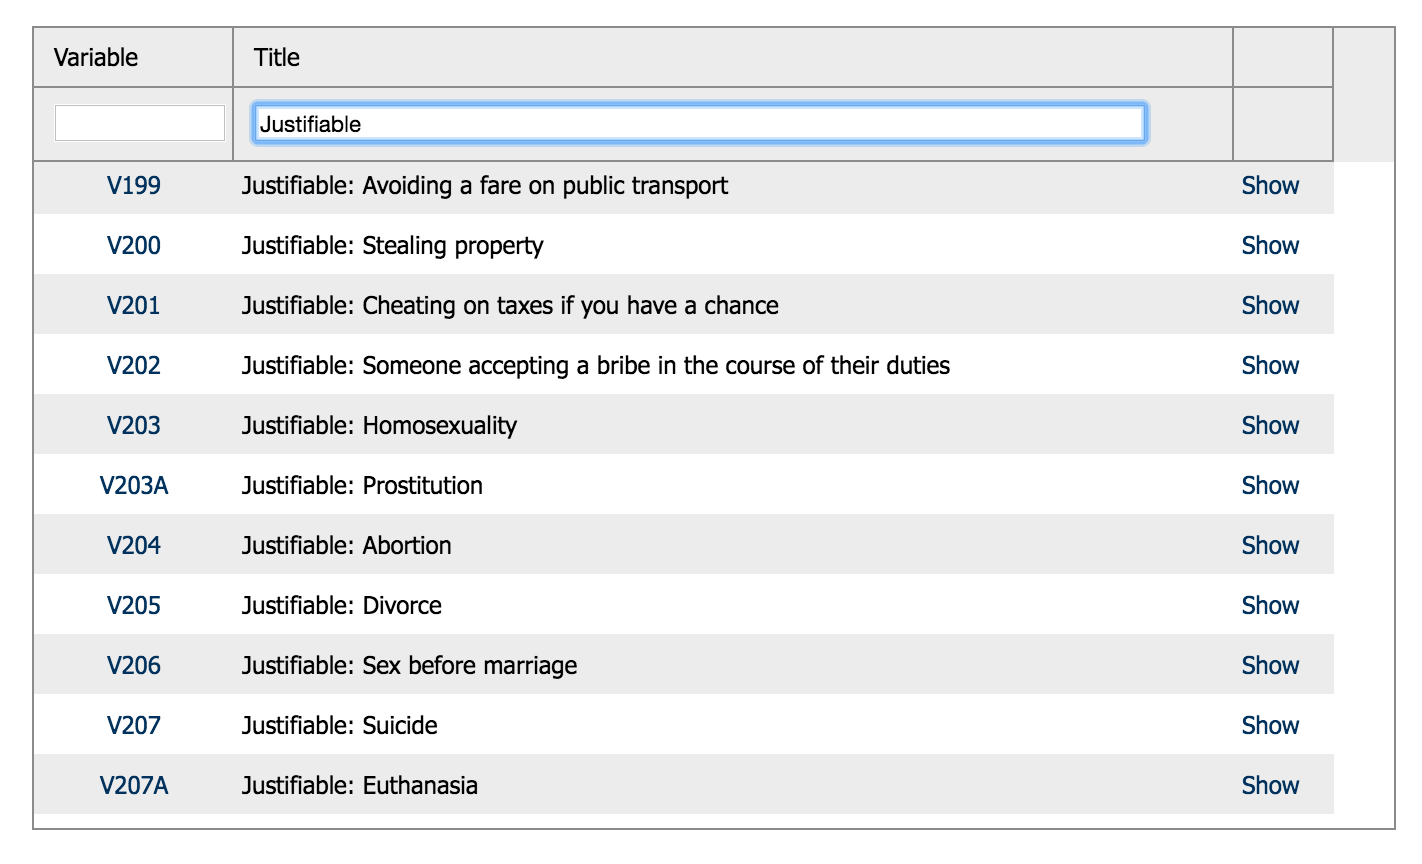 Variable Title
Justifiable
V199 Justifiable: Avoiding a fare on public transport Show
V200 Justifiable: Stealing property Show
V201 Justifiable: Cheating on taxes if you have a chance Show
V202 Justifiable: Someone accepting a bribe in the course of their duties Show
V203 Justifiable: Homosexuality Show
V203A Justifiable: Prostitution Show
V204 Justifiable: Abortion Show
V205 Justifiable: Divorce Show
V206 Justifiable: Sex before marriage Show
V207 Justifiable: Suicide Show
V207A Justifiable: Euthanasia Show